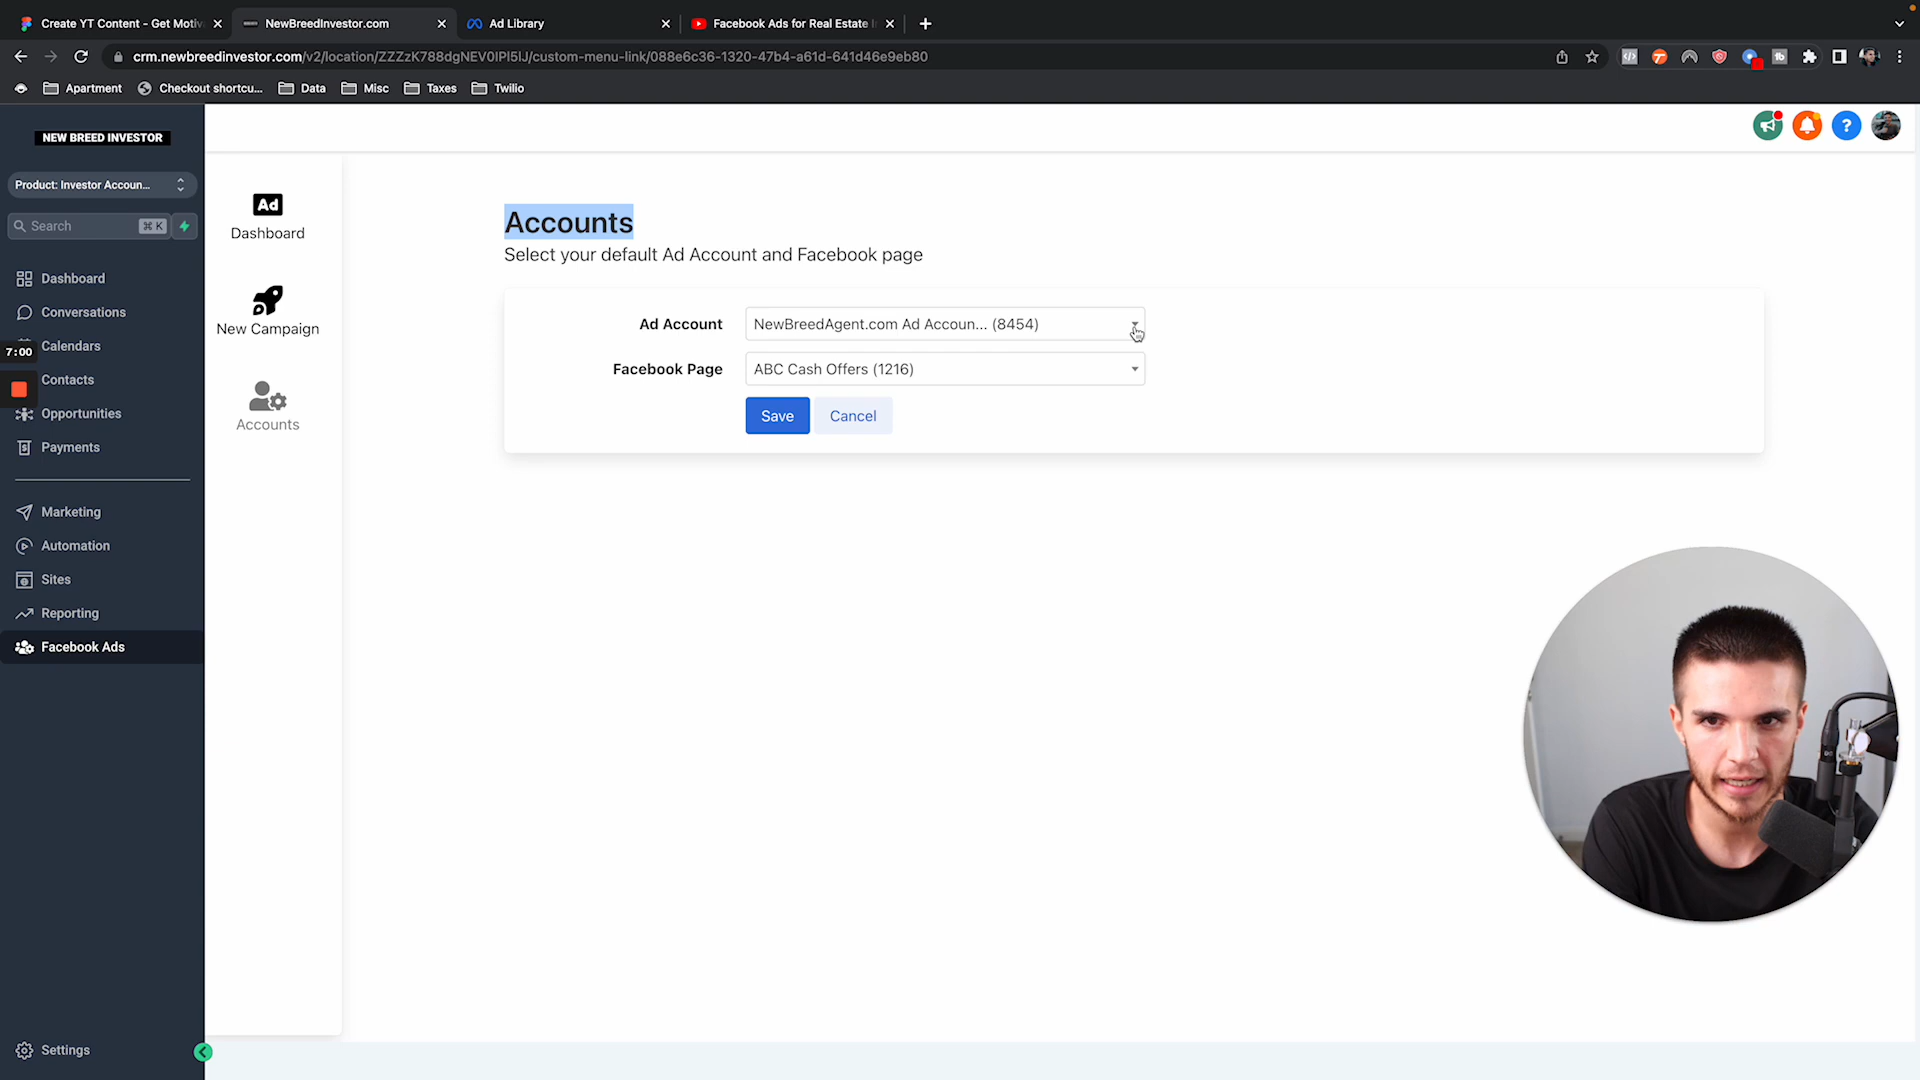 Create YT Content - Get Motiv
NewBreedInvestor.com
Ad Library
Facebook Ads for Real Estate I
crm.newbreedinvestor.com/v2/location/ZZZzK788dgNEV0IPl5lJ/custom-menu-link/088e6c36-1320-47b4-a61d-641d46e9eb80
Apartment
Checkout shortcu...
Data
Misc
Taxes
Twilio
NEW BREED INVESTOR
Product: Investor Accoun...
Search
⌘ K
Dashboard
Conversations
Calendars
7:00
Contacts
Opportunities
Payments
Marketing
Automation
Sites
Reporting
Facebook Ads
Settings
Ad
Dashboard
New Campaign
Accounts
Accounts
Select your default Ad Account and Facebook page
Ad Account
NewBreedAgent.com Ad Accoun... (8454)
Facebook Page
ABC Cash Offers (1216)
Save
Cancel
?